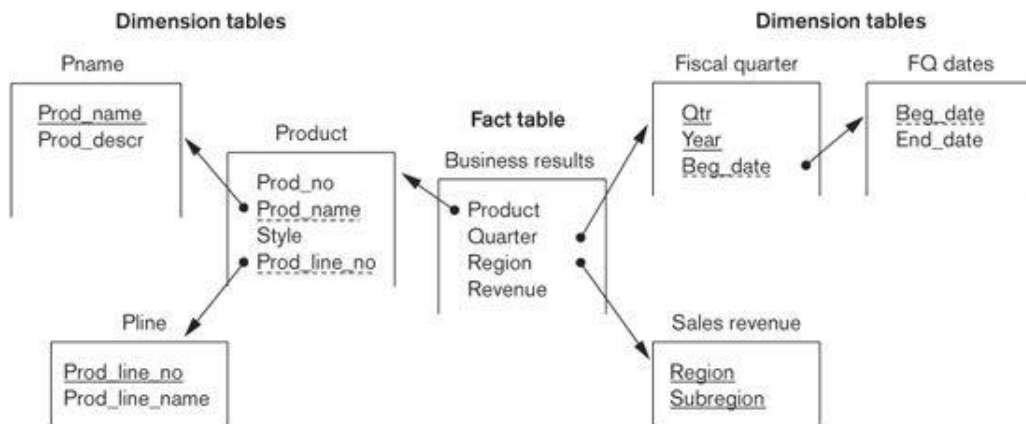 Dimension tables
Dimension tables
Pname
Prod_name
Prod_descr
Product
Prod_no
Prod_name
Style
Prod_line_no
Pline
Prod_line_no
Prod_line_name
Fact table
Business results
Product
Quarter
Region
Revenue
Fiscal quarter
Qtr
Year
Beg_date
FQ dates
Beg_date
End_date
Sales revenue
Region
Subregion